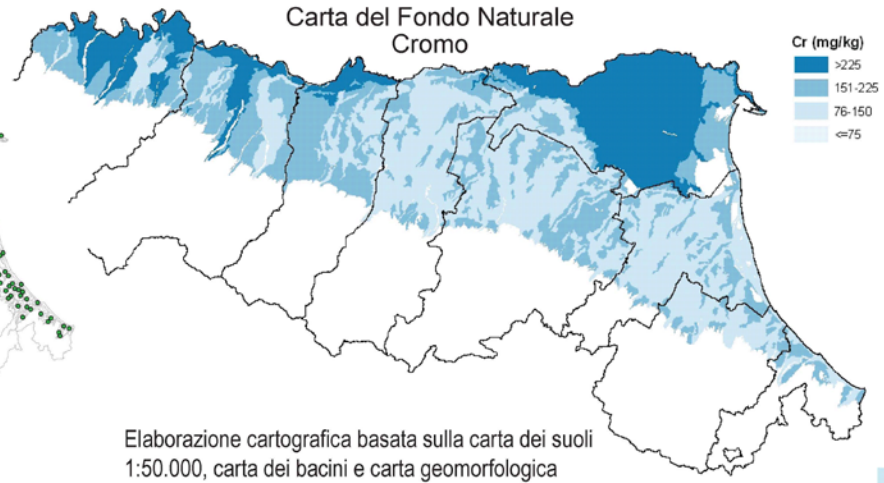 Carta del Fondo Naturale
Cromo
Cr (mg/kg)
>225
151-225
76-150
<=75
Elaborazione cartografica basata sulla carta dei suoli
1:50.000, carta dei bacini e carta geomorfologica